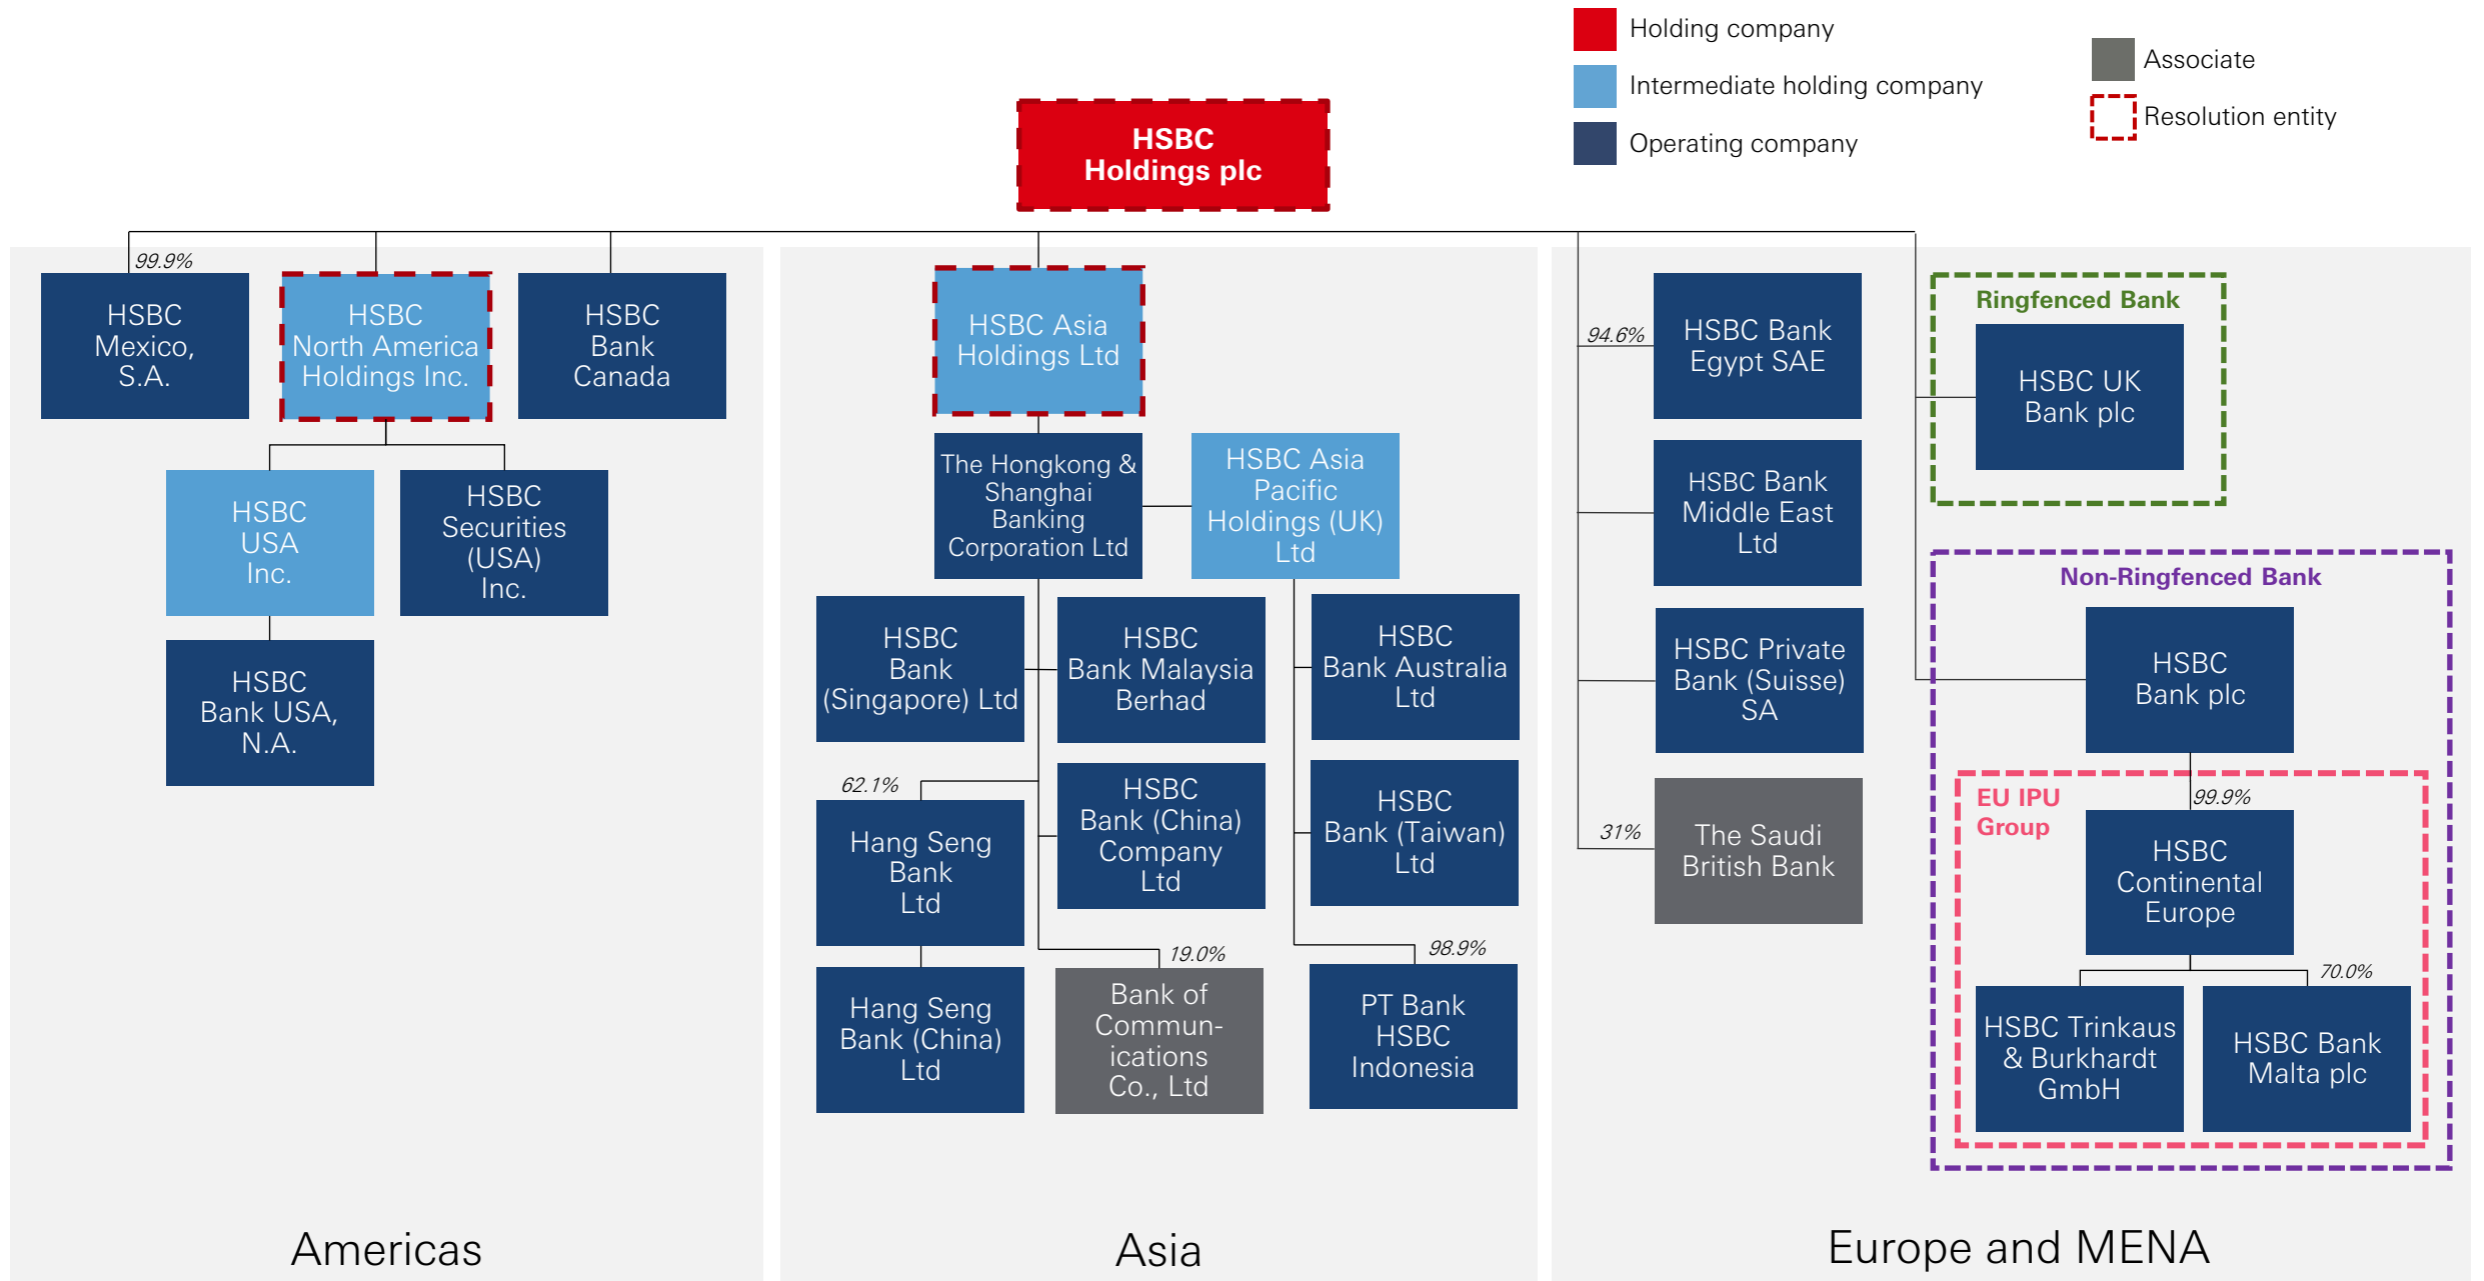 Holding company
Intermediate holding company
Operating company
Associate
Resolution entity
HSBC
Holdings plc
99.9%
HSBC
Mexico,
S.A.
HSBC
North America
Holdings Inc.
HSBC
Bank
Canada
HSBC
USA
Inc.
HSBC
Securities
(USA)
Inc.
HSBC
Bank USA,
N.A.
Americas
HSBC Asia
Holdings Ltd
The Hongkong &
Shanghai
Banking
Corporation Ltd
HSBC Asia
Pacific
Holdings (UK)
Ltd
HSBC
Bank
(Singapore) Ltd
HSBC
Bank Malaysia
Berhad
HSBC
Bank Australia
Ltd
62.1%
Hang Seng
Bank
Ltd
HSBC
Bank (China)
Company
Ltd
HSBC
Bank (Taiwan)
Ltd
Hang Seng
Bank (China)
Ltd
19.0%
Bank of
Commun-
ications
Co., Ltd
98.9%
PT Bank
HSBC
Indonesia
Asia
94.6%
HSBC Bank
Egypt SAE
HSBC Bank
Middle East
Ltd
HSBC Private
Bank (Suisse)
SA
31%
The Saudi
British Bank
Ringfenced Bank
HSBC UK
Bank plc
Non-Ringfenced Bank
HSBC
Bank plc
EU IPU
Group
99.9%
HSBC
Continental
Europe
70.0%
HSBC Trinkaus
& Burkhardt
GmbH
HSBC Bank
Malta plc
Europe and MENA